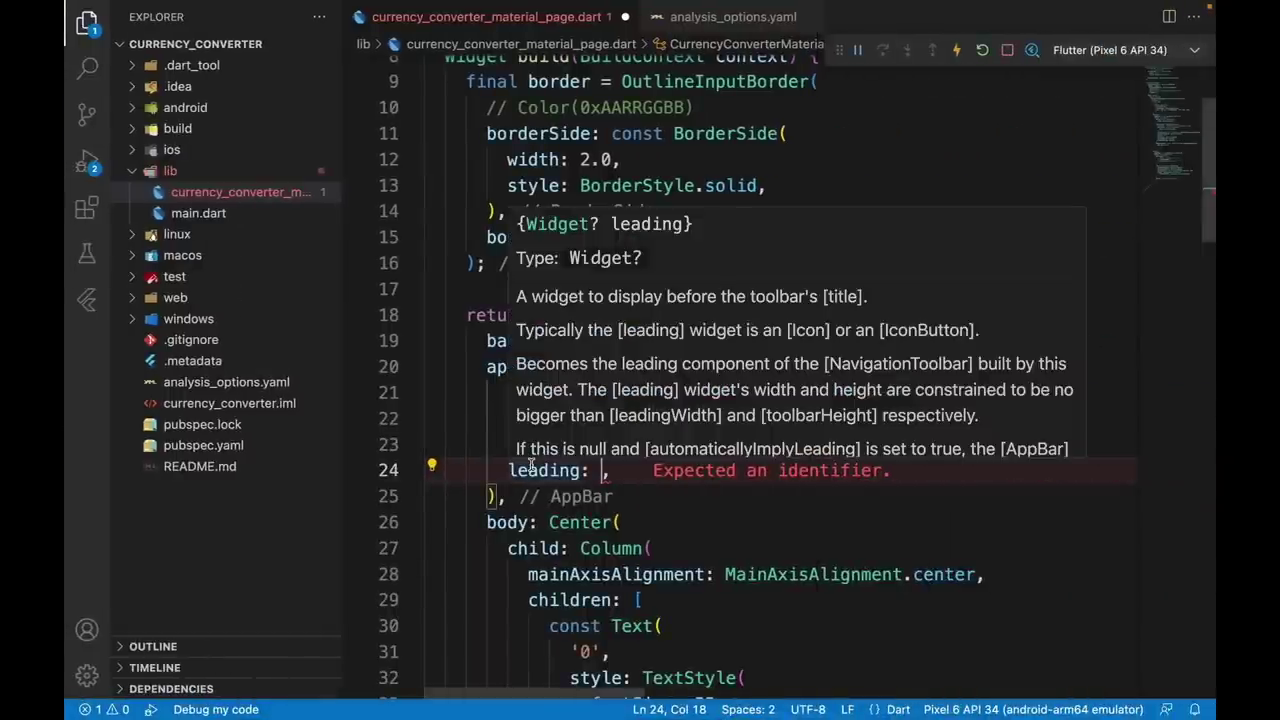 EXPLORER
currency_converter_material_page.dart 1
analysis_options.yaml
CURRENCY_CONVERTER
lib
currency_converter_material_page.dart
CurrencyConverterMateria
Flutter (Pixel 6 API 34)
.dart_tool
.idea
android
build
ios
lib
currency_converter_m... 1
main.dart
linux
macos
test
web
windows
.gitignore
.metadata
analysis_options.yaml
currency_converter.iml
pubspec.lock
pubspec.yaml
README.md
OUTLINE
TIMELINE
DEPENDENCIES
1
2
8 Widget build(BuildContext context) {
9 final border = OutlineInputBorder(
10 // Color(0xAARRGGBB)
11 borderSide: const BorderSide(
12 width: 2.0,
13 style: BorderStyle.solid,
14 ),
15 bo
16 ); //
17
18 retu
19 ba
20 ap
21
22
23
{Widget? leading}
Type: Widget?
A widget to display before the toolbar's [title].
Typically the [leading] widget is an [Icon] or an [IconButton].
Becomes the leading component of the [NavigationToolbar] built by this
widget. The [leading] widget's width and height are constrained to be no
bigger than [leadingWidth] and [toolbarHeight] respectively.
If this is null and [automaticallyImplyLeading] is set to true, the [AppBar]
24 leading: , Expected an identifier.
25 ), // AppBar
26 body: Center(
27 child: Column(
28 mainAxisAlignment: MainAxisAlignment.center,
29 children: [
30 const Text(
31 '0',
32 style: TextStyle(
1 0
Debug my code
Ln 24, Col 18
Spaces: 2
UTF-8
LF
{} Dart
Pixel 6 API 34 (android-arm64 emulator)